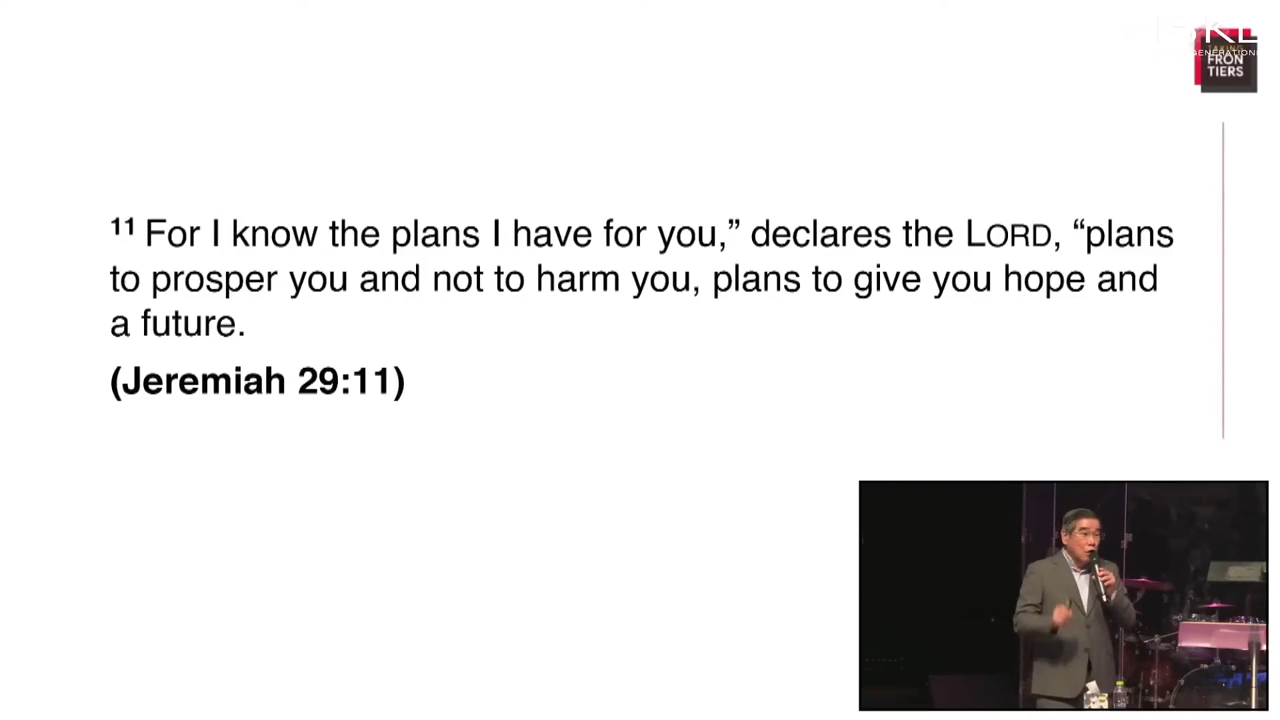 TAKING
FRON
TIERS
¹¹ For I know the plans I have for you,” declares the LORD, “plans
to prosper you and not to harm you, plans to give you hope and
a future.
(Jeremiah 29:11)